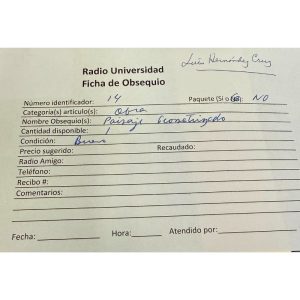 Luis Hernández Cruz
Radio Universidad
Ficha de Obsequio
Número identificador: 14 Paquete (Si o No): NO
Categoría(s) artículo(s): Obra
Nombre Obsequio(s): Paisaje Geometrizado
Cantidad disponible: 1
Condición: Buena
Precio sugerido: Recaudado:
Radio Amigo:
Teléfono:
Recibo #:
Comentarios:
Fecha: Hora: Atendido por: